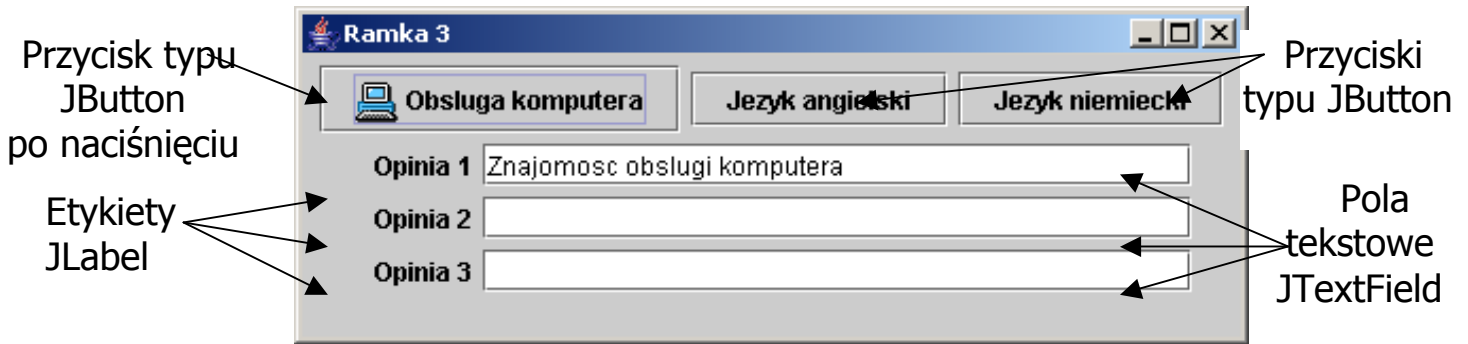 Przycisk typu
JButton
po naciśnięciu
Etykiety
JLabel
Ramka 3
Obsluga komputera
Jezyk angielski
Jezyk niemiecki
Opinia 1
Znajomosc obslugi komputera
Opinia 2
Opinia 3
Przyciski
typu JButton
Pola
tekstowe
JTextField